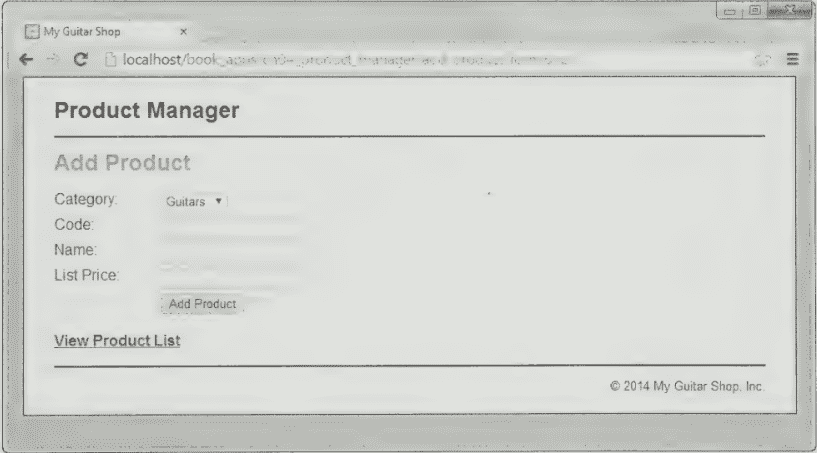 My Guitar Shop ×
localhost/book_apps
Product Manager
Add Product
Category: Guitars ▼
Code:
Name:
List Price:
Add Product
View Product List
© 2014 My Guitar Shop, Inc.